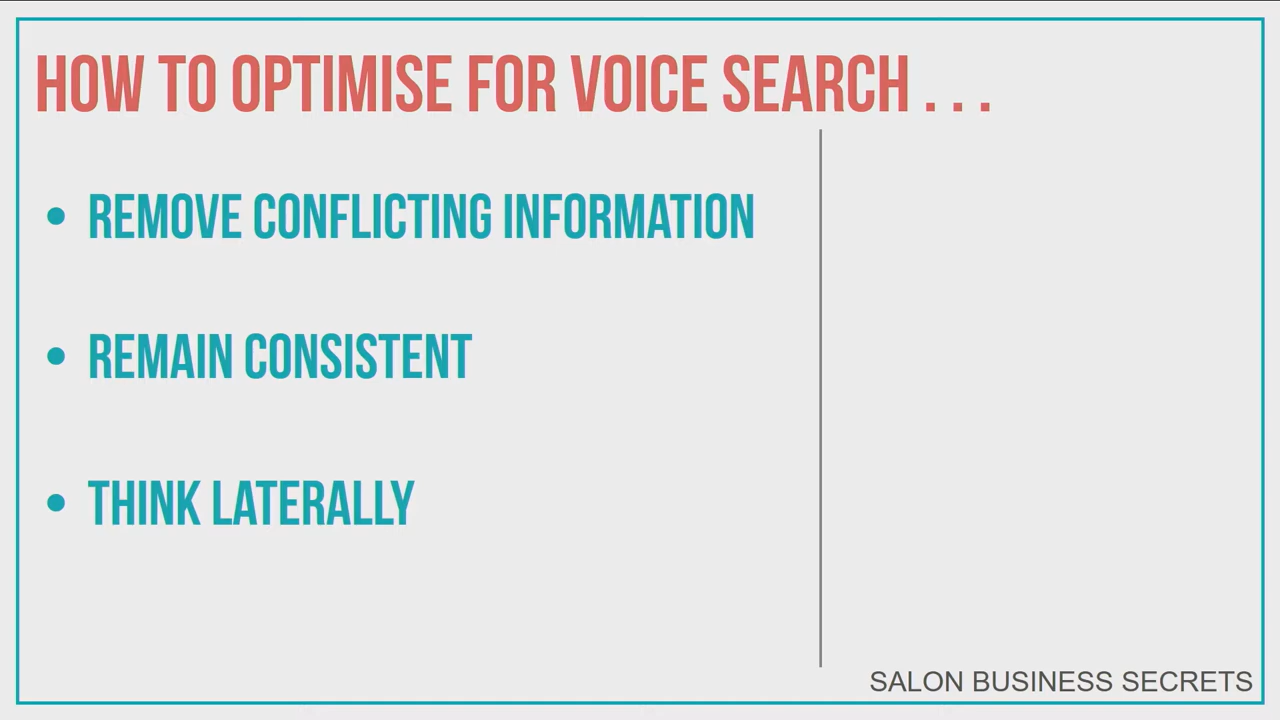 HOW TO OPTIMISE FOR VOICE SEARCH . . .
• REMOVE CONFLICTING INFORMATION
• REMAIN CONSISTENT
• THINK LATERALLY
SALON BUSINESS SECRETS